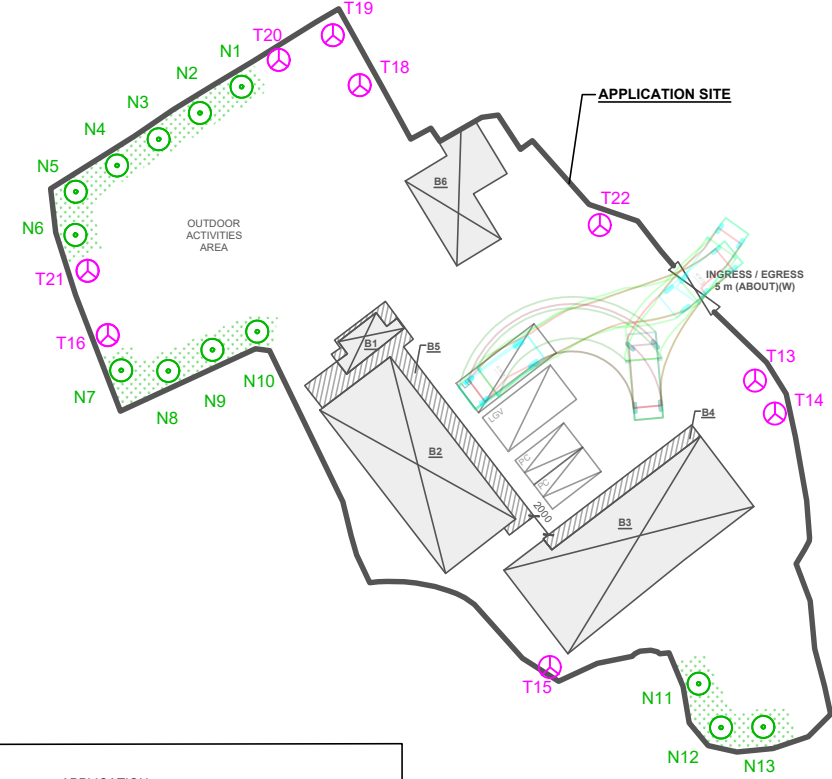 T19
T20
N1
T18
N2
APPLICATION SITE
N3
N4
N5
B6
T22
N6
OUTDOOR
ACTIVITIES
AREA
T21
INGRESS / EGRESS
5 m (ABOUT)(W)
T16
B1
B5
N10
T13
N9
N7
T14
N8
LGV
B4
B2
PC
PC
2000
B3
T15
N11
N12
N13
APPLICATION